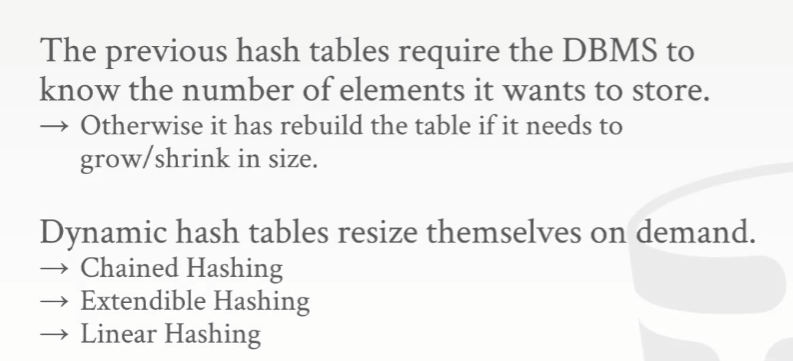 The previous hash tables require the DBMS to
know the number of elements it wants to store.
→ Otherwise it has rebuild the table if it needs to
grow/shrink in size.
Dynamic hash tables resize themselves on demand.
→ Chained Hashing
→ Extendible Hashing
→ Linear Hashing